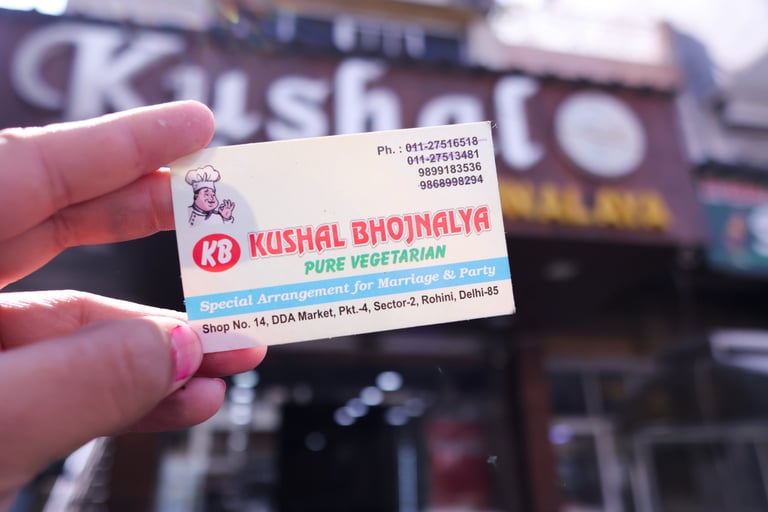 Kushal
Ph. : 011-27516518
011-27513481
9899183536
9868998294
KB
KUSHAL BHOJNALYA
PURE VEGETARIAN
Special Arrangement for Marriage & Party
Shop No. 14, DDA Market, Pkt.-4, Sector-2, Rohini, Delhi-85